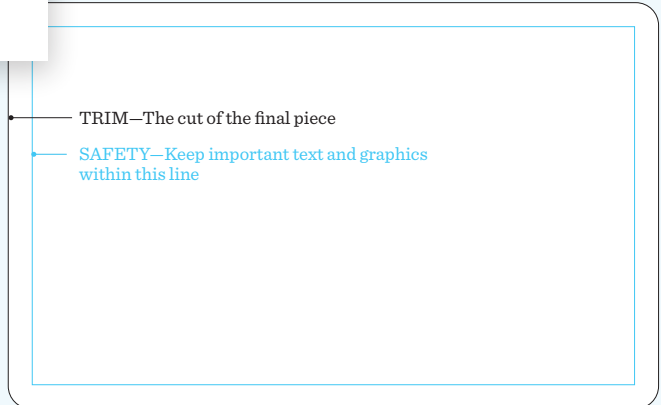 TRIM—The cut of the final piece
SAFETY—Keep important text and graphics
within this line